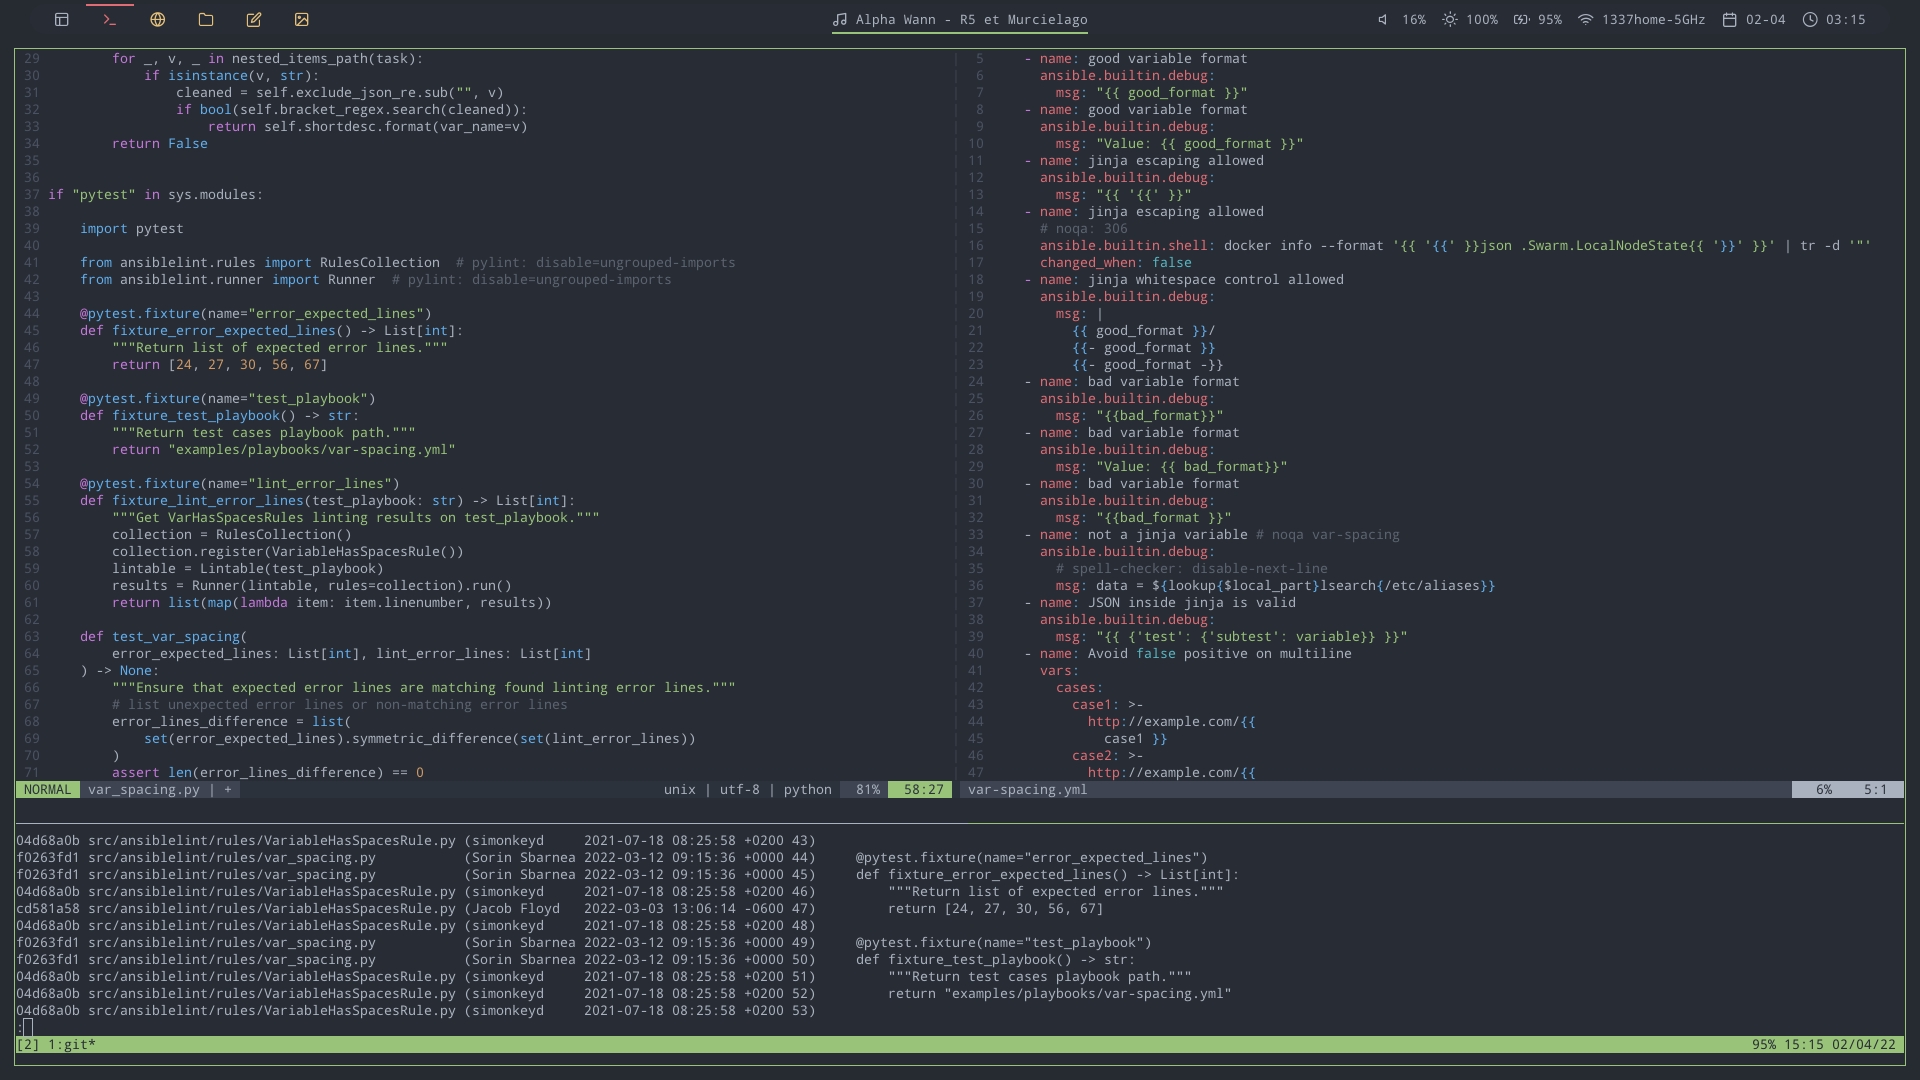 Alpha Wann - R5 et Murcielago
16% 100% 95% 1337home-5GHz 02-04 03:15
29         for _, v, _ in nested_items_path(task):
30             if isinstance(v, str):
31                 cleaned = self.exclude_json_re.sub("", v)
32                 if bool(self.bracket_regex.search(cleaned)):
33                     return self.shortdesc.format(var_name=v)
34         return False
35
36
37 if "pytest" in sys.modules:
38
39     import pytest
40
41     from ansiblelint.rules import RulesCollection  # pylint: disable=ungrouped-imports
42     from ansiblelint.runner import Runner  # pylint: disable=ungrouped-imports
43
44     @pytest.fixture(name="error_expected_lines")
45     def fixture_error_expected_lines() -> List[int]:
46         """Return list of expected error lines."""
47         return [24, 27, 30, 56, 67]
48
49     @pytest.fixture(name="test_playbook")
50     def fixture_test_playbook() -> str:
51         """Return test cases playbook path."""
52         return "examples/playbooks/var-spacing.yml"
53
54     @pytest.fixture(name="lint_error_lines")
55     def fixture_lint_error_lines(test_playbook: str) -> List[int]:
56         """Get VarHasSpacesRules linting results on test_playbook."""
57         collection = RulesCollection()
58         collection.register(VariableHasSpacesRule())
59         lintable = Lintable(test_playbook)
60         results = Runner(lintable, rules=collection).run()
61         return list(map(lambda item: item.linenumber, results))
62
63     def test_var_spacing(
64         error_expected_lines: List[int], lint_error_lines: List[int]
65     ) -> None:
66         """Ensure that expected error lines are matching found linting error lines."""
67         # list unexpected error lines or non-matching error lines
68         error_lines_difference = list(
69             set(error_expected_lines).symmetric_difference(set(lint_error_lines))
70         )
71         assert len(error_lines_difference) == 0
NORMAL var_spacing.py | + unix | utf-8 | python 81% 58:27
5     - name: good variable format
6       ansible.builtin.debug:
7         msg: "{{ good_format }}"
8     - name: good variable format
9       ansible.builtin.debug:
10         msg: "Value: {{ good_format }}"
11     - name: jinja escaping allowed
12       ansible.builtin.debug:
13         msg: "{{ '{{' }}"
14     - name: jinja escaping allowed
15       # noqa: 306
16       ansible.builtin.shell: docker info --format '{{ '{{' }}json .Swarm.LocalNodeState{{ '}}' }}' | tr -d '"'
17       changed_when: false
18     - name: jinja whitespace control allowed
19       ansible.builtin.debug:
20         msg: |
21           {{ good_format }}/
22           {{- good_format }}
23           {{- good_format -}}
24     - name: bad variable format
25       ansible.builtin.debug:
26         msg: "{{bad_format}}"
27     - name: bad variable format
28       ansible.builtin.debug:
29         msg: "Value: {{ bad_format}}"
30     - name: bad variable format
31       ansible.builtin.debug:
32         msg: "{{bad_format }}"
33     - name: not a jinja variable # noqa var-spacing
34       ansible.builtin.debug:
35         # spell-checker: disable-next-line
36         msg: data = ${lookup{$local_part}lsearch{/etc/aliases}}
37     - name: JSON inside jinja is valid
38       ansible.builtin.debug:
39         msg: "{{ {'test': {'subtest': variable}} }}"
40     - name: Avoid false positive on multiline
41       vars:
42         cases:
43           case1: >-
44             http://example.com/{{
45               case1 }}
46           case2: >-
47             http://example.com/{{
var-spacing.yml 6% 5:1
04d68a0b src/ansiblelint/rules/VariableHasSpacesRule.py (simonkeyd     2021-07-18 08:25:58 +0200 43)
f0263fd1 src/ansiblelint/rules/var_spacing.py           (Sorin Sbarnea 2022-03-12 09:15:36 +0000 44)     @pytest.fixture(name="error_expected_lines")
f0263fd1 src/ansiblelint/rules/var_spacing.py           (Sorin Sbarnea 2022-03-12 09:15:36 +0000 45)     def fixture_error_expected_lines() -> List[int]:
04d68a0b src/ansiblelint/rules/VariableHasSpacesRule.py (simonkeyd     2021-07-18 08:25:58 +0200 46)         """Return list of expected error lines."""
cd581a58 src/ansiblelint/rules/VariableHasSpacesRule.py (Jacob Floyd   2022-03-03 13:06:14 -0600 47)         return [24, 27, 30, 56, 67]
04d68a0b src/ansiblelint/rules/VariableHasSpacesRule.py (simonkeyd     2021-07-18 08:25:58 +0200 48)
f0263fd1 src/ansiblelint/rules/var_spacing.py           (Sorin Sbarnea 2022-03-12 09:15:36 +0000 49)     @pytest.fixture(name="test_playbook")
f0263fd1 src/ansiblelint/rules/var_spacing.py           (Sorin Sbarnea 2022-03-12 09:15:36 +0000 50)     def fixture_test_playbook() -> str:
04d68a0b src/ansiblelint/rules/VariableHasSpacesRule.py (simonkeyd     2021-07-18 08:25:58 +0200 51)         """Return test cases playbook path."""
04d68a0b src/ansiblelint/rules/VariableHasSpacesRule.py (simonkeyd     2021-07-18 08:25:58 +0200 52)         return "examples/playbooks/var-spacing.yml"
04d68a0b src/ansiblelint/rules/VariableHasSpacesRule.py (simonkeyd     2021-07-18 08:25:58 +0200 53)
:
[2] 1:git* 95% 15:15 02/04/22